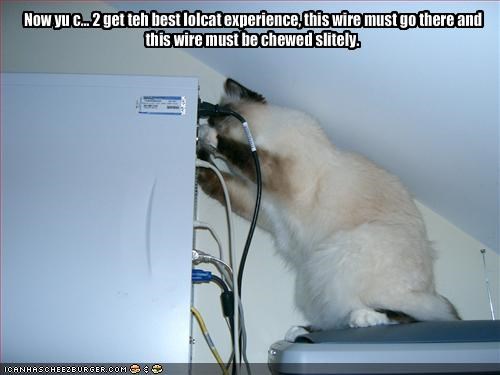 Now yu c... 2 get teh best lolcat experience, this wire must go there and
this wire must be chewed slitely.
ICANHASCHEEZBURGER.COM